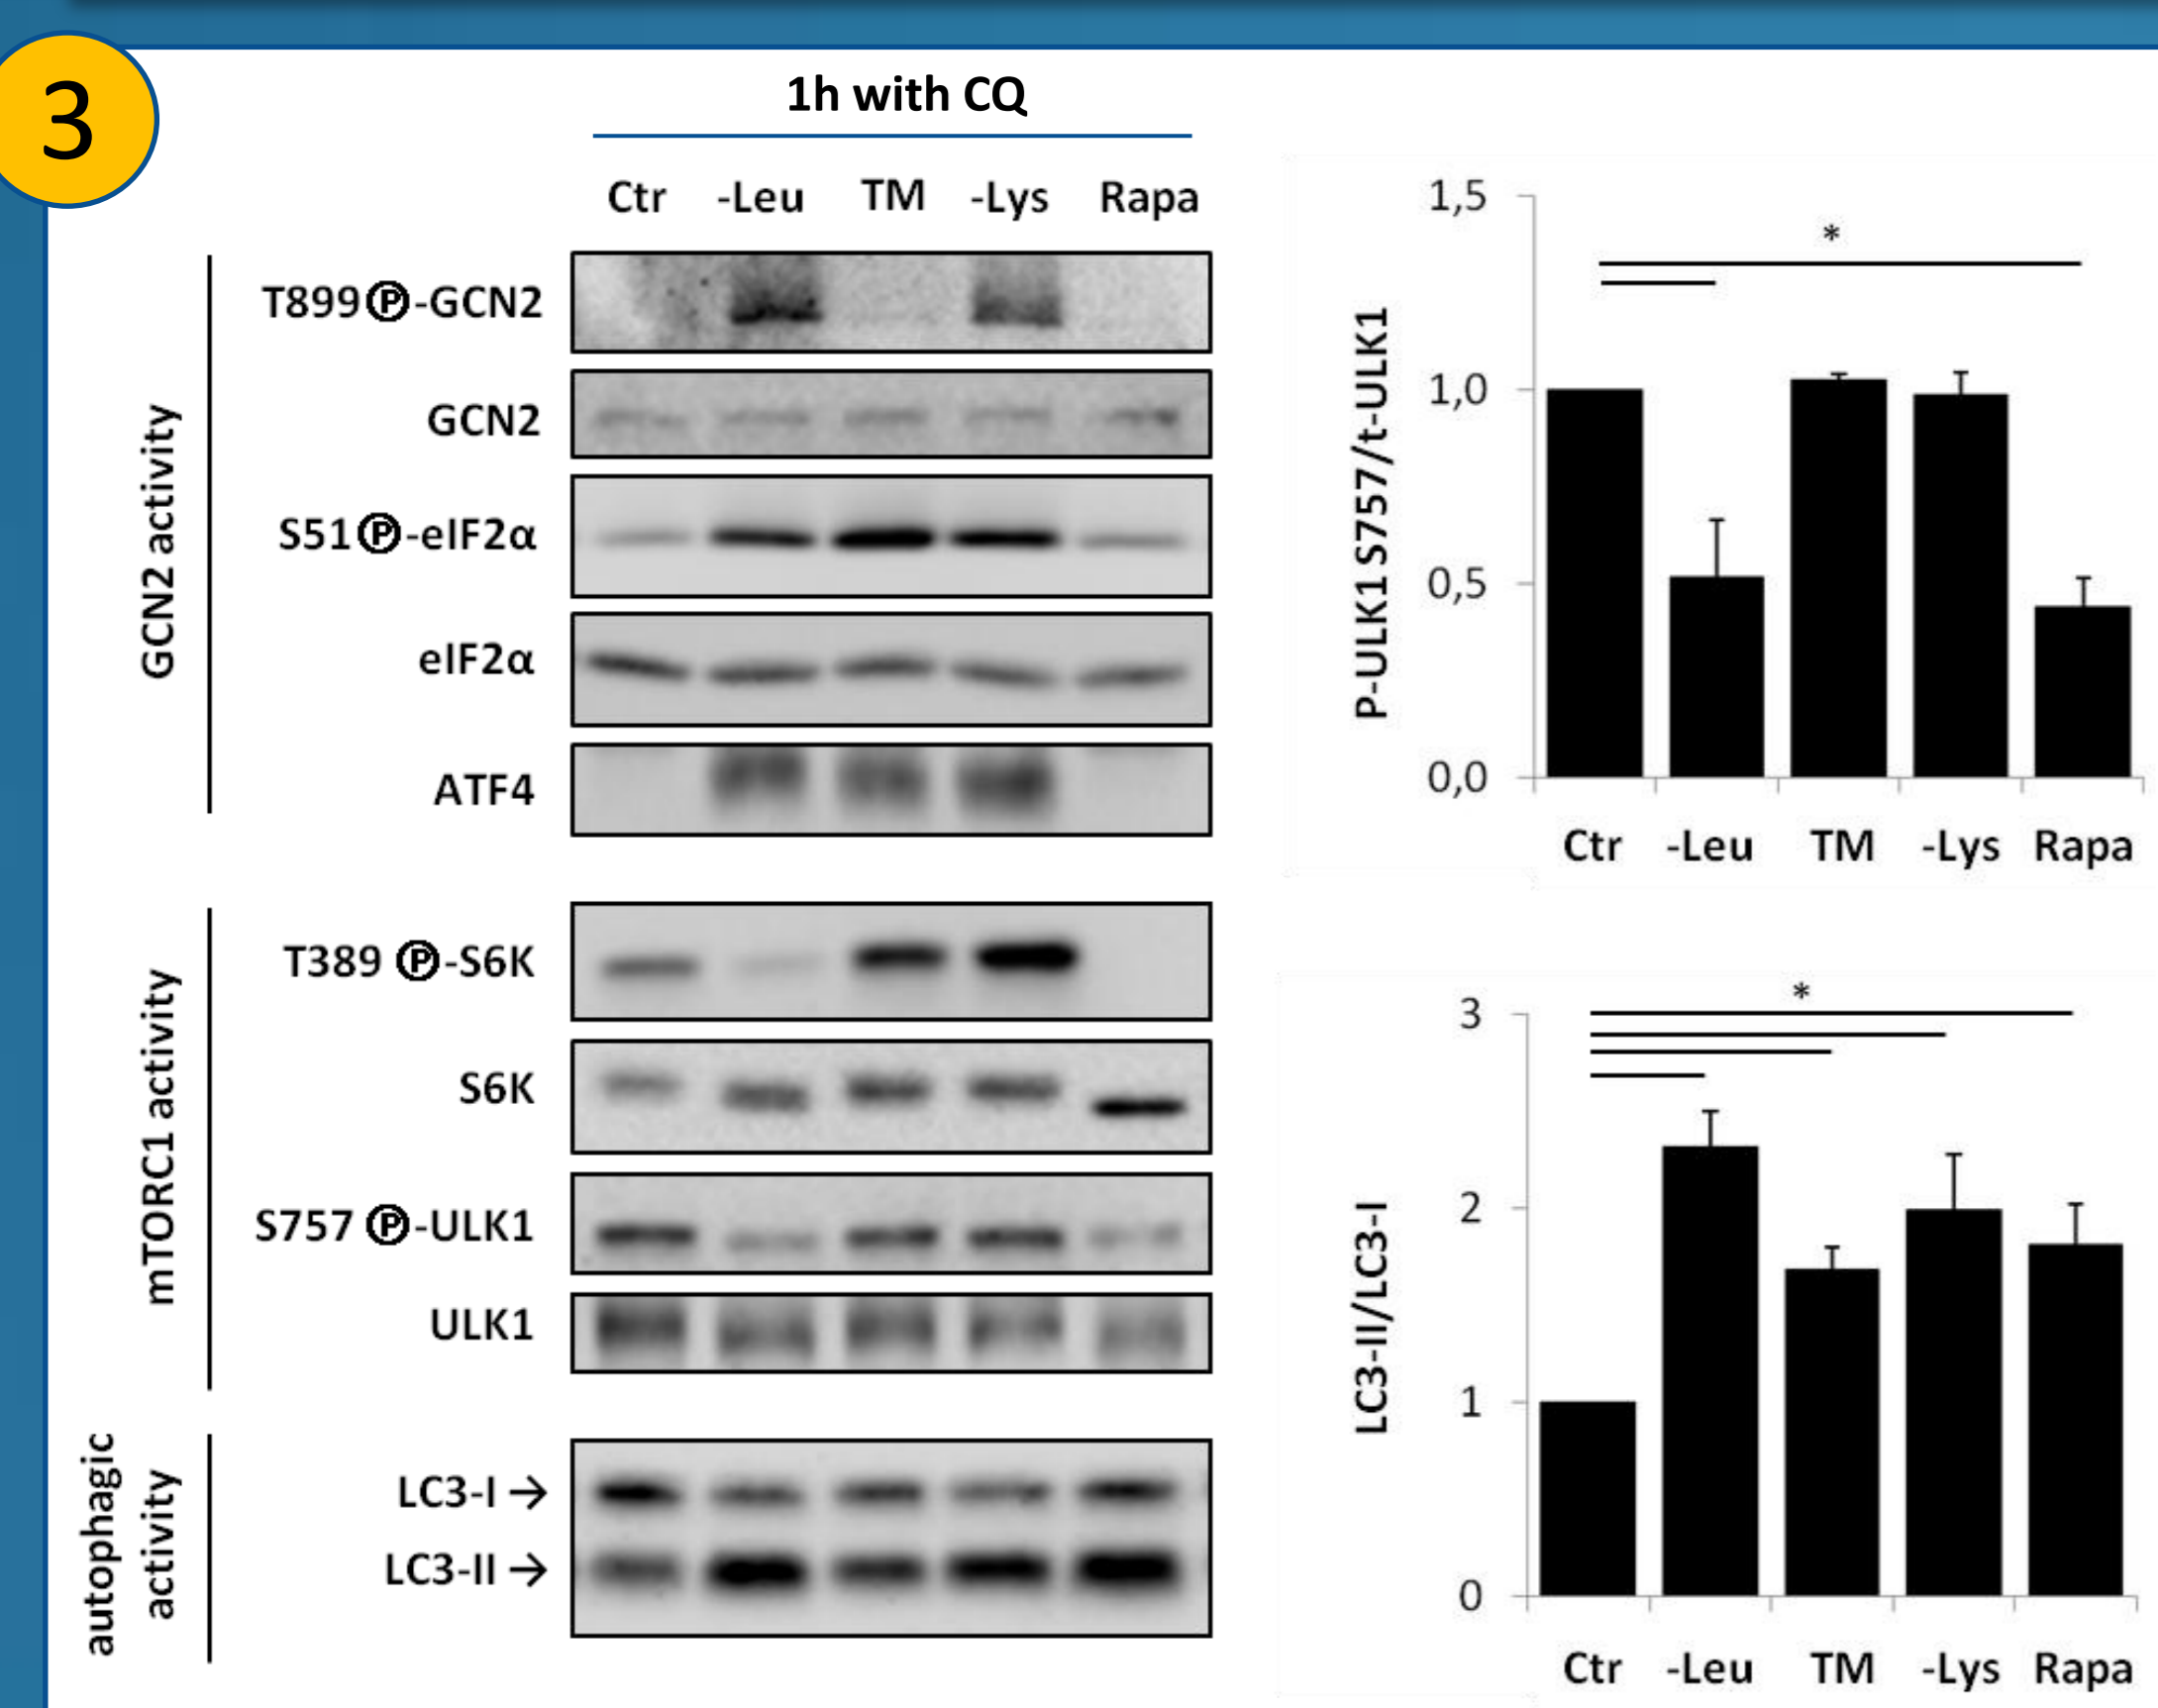 3
1h with CQ
Ctr -Leu TM -Lys Rapa
GCN2 activity
T899Ⓟ-GCN2
GCN2
S51Ⓟ-eIF2α
eIF2α
ATF4
mTORC1 activity
T389 Ⓟ-S6K
S6K
S757 Ⓟ-ULK1
ULK1
autophagic
activity
LC3-I →
LC3-II →
P-ULK1 S757/t-ULK1
1,5
1,0
0,5
0,0
*
Ctr -Leu TM -Lys Rapa
LC3-II/LC3-I
3
2
1
0
*
Ctr -Leu TM -Lys Rapa